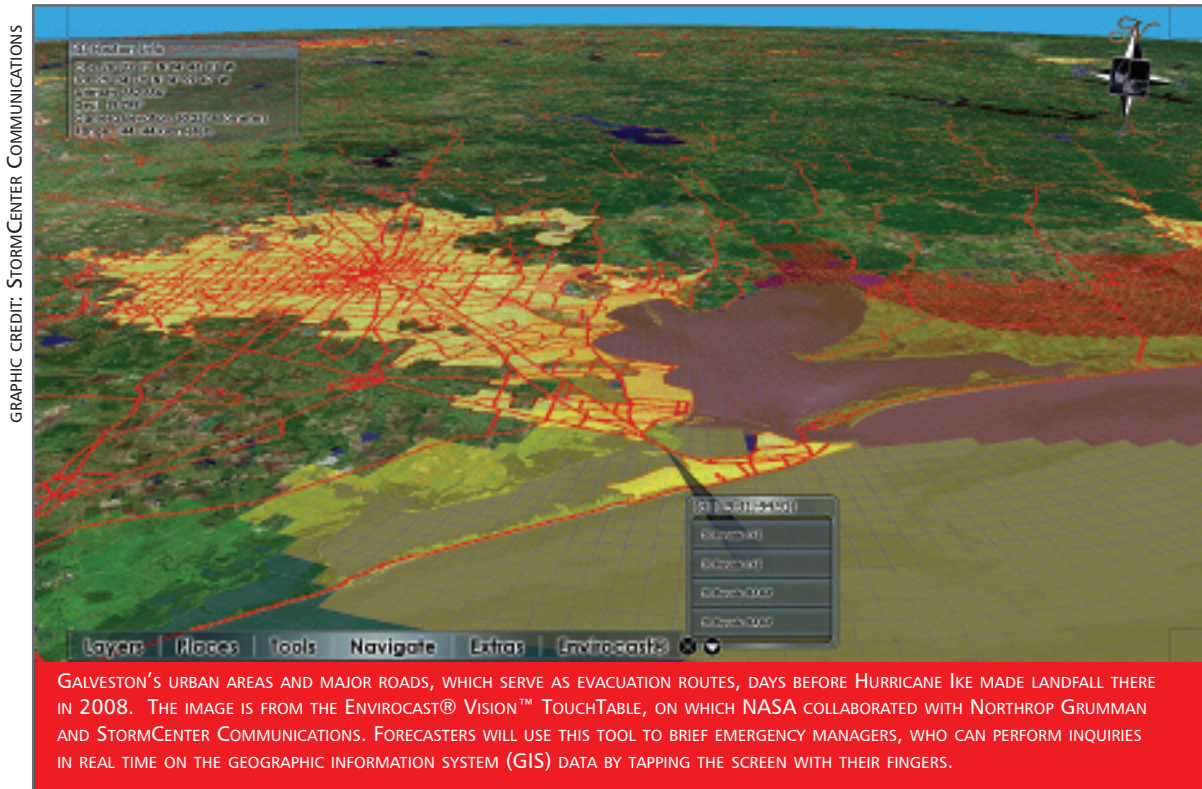 GRAPHIC CREDIT: STORMCENTER COMMUNICATIONS
Layers Places Tools Navigate Extras Envirocast®
GALVESTON'S URBAN AREAS AND MAJOR ROADS, WHICH SERVE AS EVACUATION ROUTES, DAYS BEFORE HURRICANE IKE MADE LANDFALL THERE
IN 2008. THE IMAGE IS FROM THE ENVIROCAST® VISION™ TOUCHTABLE, ON WHICH NASA COLLABORATED WITH NORTHROP GRUMMAN
AND STORMCENTER COMMUNICATIONS. FORECASTERS WILL USE THIS TOOL TO BRIEF EMERGENCY MANAGERS, WHO CAN PERFORM INQUIRIES
IN REAL TIME ON THE GEOGRAPHIC INFORMATION SYSTEM (GIS) DATA BY TAPPING THE SCREEN WITH THEIR FINGERS.